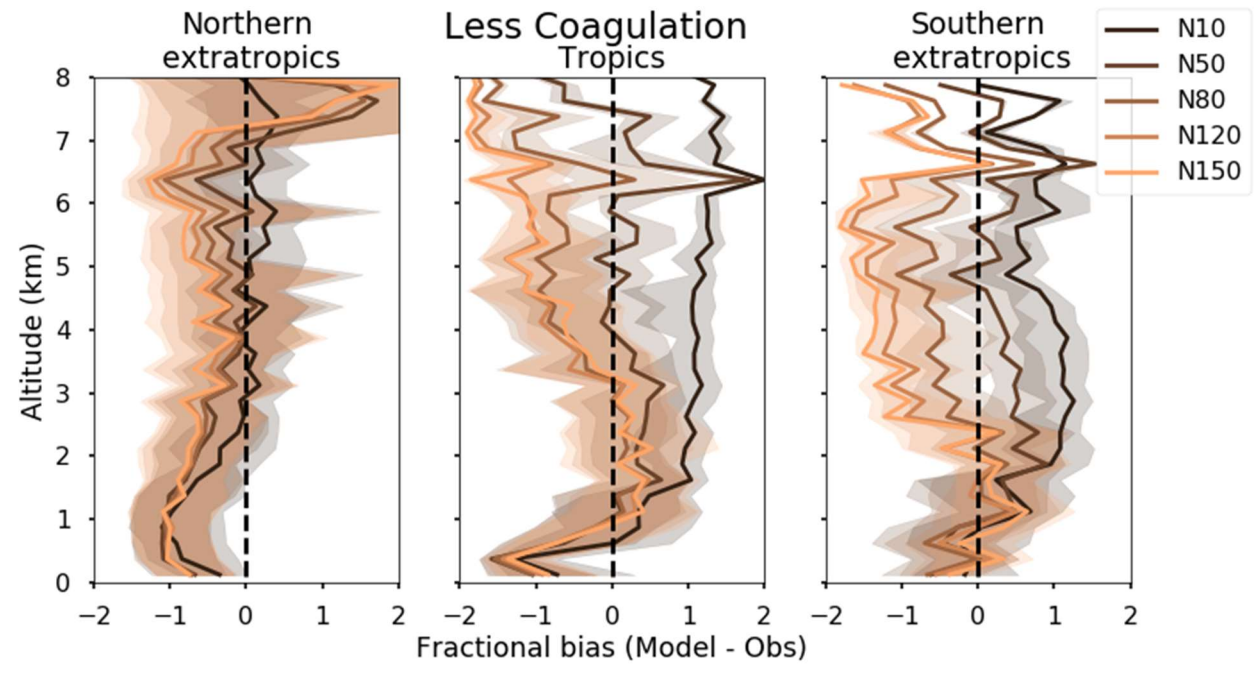 Less Coagulation
Northern
extratropics
Tropics
Southern
extratropics
N10
N50
N80
N120
N150
Altitude (km)
8
7
6
5
4
3
2
1
0
−2 −1 0 1 2
−2 −1 0 1 2
−2 −1 0 1 2
Fractional bias (Model - Obs)